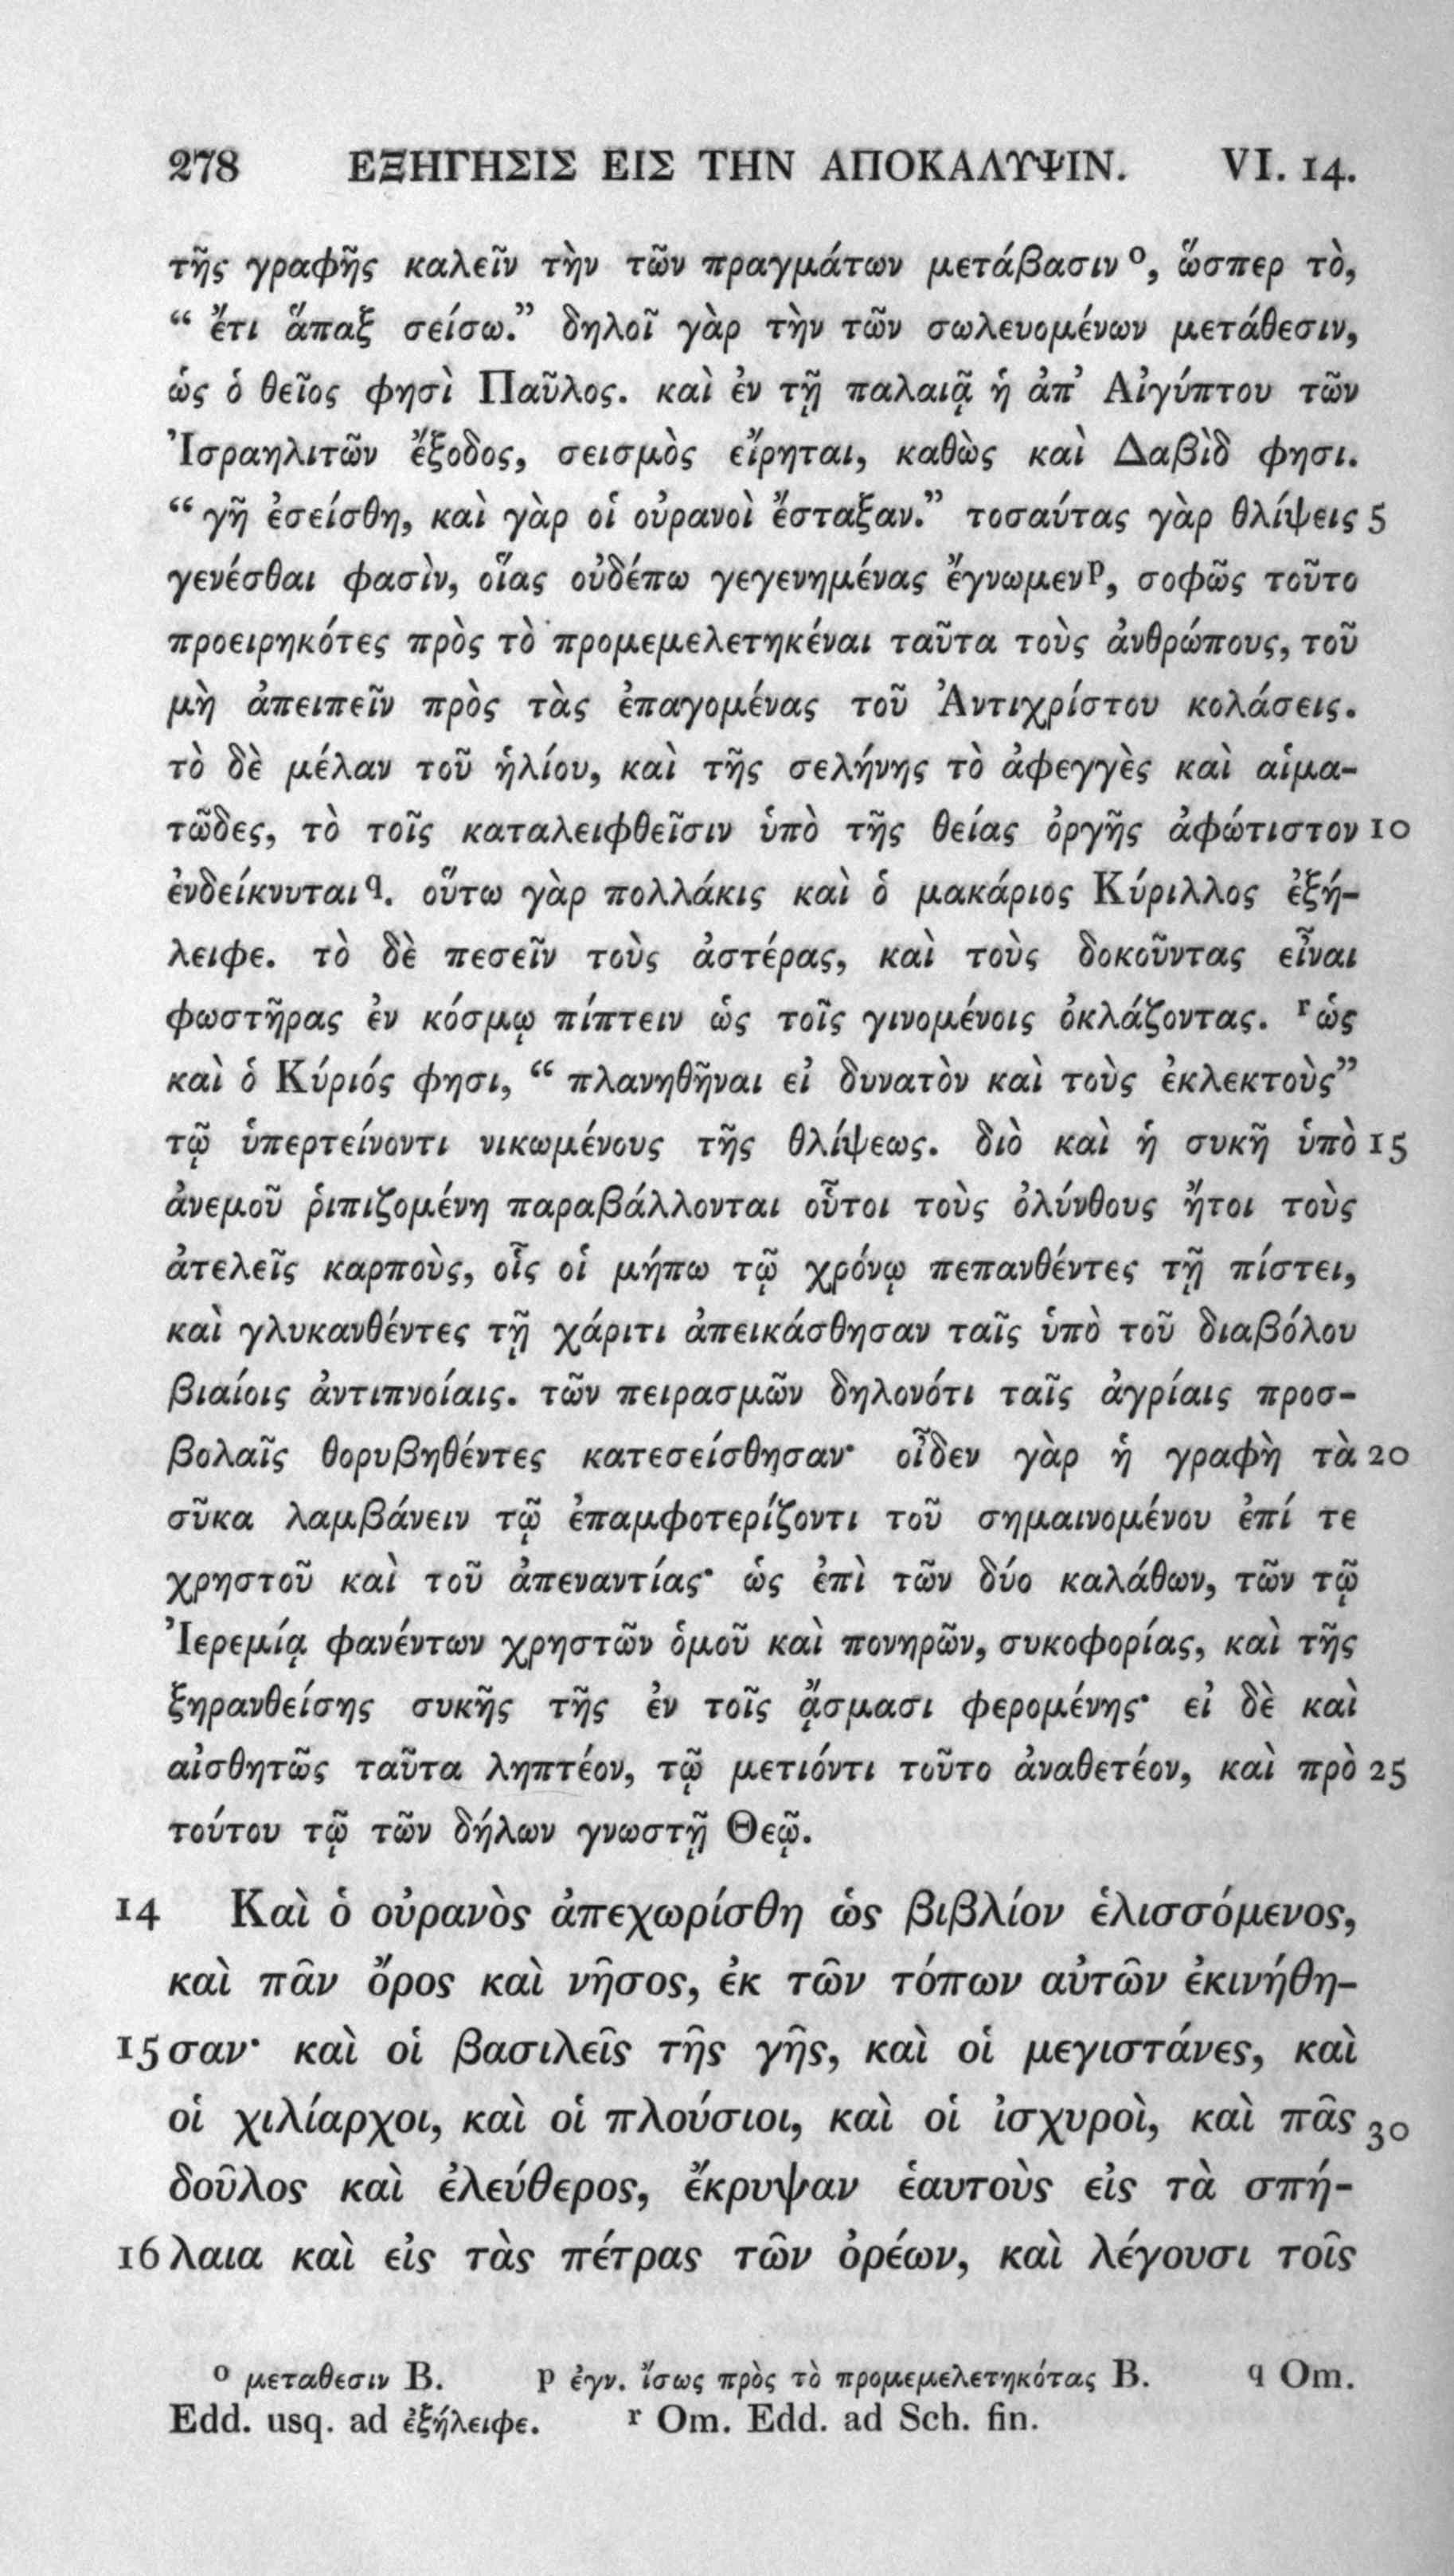 278 ΕΞΗΓΗΣΙΣ ΕΙΣ ΤΗΝ ΑΠΟΚΑΛΥΨΙΝ. VI. 14.
τῆς γραφῆς καλεῖν τὴν τῶν πραγμάτων μετάβασιν ᵒ, ὥσπερ τὸ,
“ ἔτι ἅπαξ σείσω.” δηλοῖ γὰρ τὴν τῶν σωλευομένων μετάθεσιν,
ὡς ὁ θεῖος φησὶ Παῦλος. καὶ ἐν τῇ παλαιᾷ ἡ ἀπ’ Αἰγύπτου τῶν
Ἰσραηλιτῶν ἔξοδος, σεισμὸς εἴρηται, καθὼς καὶ Δαβὶδ φησι.
“ γῆ ἐσείσθη, καὶ γὰρ οἱ οὐρανοὶ ἔσταξαν.” τοσαύτας γὰρ θλίψεις 5
γενέσθαι φασὶν, οἵας οὐδέπω γεγενημένας ἔγνωμεν ᵖ, σοφῶς τοῦτο
προειρηκότες πρὸς τὸ προμεμελετηκέναι ταῦτα τοὺς ἀνθρώπους, τοῦ
μὴ ἀπειπεῖν πρὸς τὰς ἐπαγομένας τοῦ Ἀντιχρίστου κολάσεις.
τὸ δὲ μέλαν τοῦ ἡλίου, καὶ τῆς σελήνης τὸ ἀφεγγὲς καὶ αἱμα-
τῶδες, τὸ τοῖς καταλειφθεῖσιν ὑπὸ τῆς θείας ὀργῆς ἀφώτιστον 10
ἐνδείκνυται q. οὕτω γὰρ πολλάκις καὶ ὁ μακάριος Κύριλλος ἐξή-
λειφε. τὸ δὲ πεσεῖν τοὺς ἀστέρας, καὶ τοὺς δοκοῦντας εἶναι
φωστῆρας ἐν κόσμῳ πίπτειν ὡς τοῖς γινομένοις ὀκλάζοντας. ʳ ὡς
καὶ ὁ Κύριός φησι, “ πλανηθῆναι εἰ δυνατὸν καὶ τοὺς ἐκλεκτοὺς”
τῷ ὑπερτείνοντι νικωμένους τῆς θλίψεως. διὸ καὶ ἡ συκῆ ὑπὸ 15
ἀνεμοῦ ῥιπιζομένη παραβάλλονται οὗτοι τοὺς ὀλύνθους ἤτοι τοὺς
ἀτελεῖς καρποὺς, οἷς οἱ μήπω τῷ χρόνῳ πεπανθέντες τῇ πίστει,
καὶ γλυκανθέντες τῇ χάριτι ἀπεικάσθησαν ταῖς ὑπὸ τοῦ διαβόλου
βιαίοις ἀντιπνοίαις. τῶν πειρασμῶν δηλονότι ταῖς ἀγρίαις προσ-
βολαῖς θορυβηθέντες κατεσείσθησαν· οἶδεν γὰρ ἡ γραφὴ τὰ 20
σῦκα λαμβάνειν τῷ ἐπαμφοτερίζοντι τοῦ σημαινομένου ἐπί τε
χρηστοῦ καὶ τοῦ ἀπεναντίας· ὡς ἐπὶ τῶν δύο καλάθων, τῶν τῷ
Ἰερεμίᾳ φανέντων χρηστῶν ὁμοῦ καὶ πονηρῶν, συκοφορίας, καὶ τῆς
ξηρανθείσης συκῆς τῆς ἐν τοῖς ᾄσμασι φερομένης· εἰ δὲ καὶ
αἰσθητῶς ταῦτα ληπτέον, τῷ μετιόντι τοῦτο ἀναθετέον, καὶ πρὸ 25
τούτου τῷ τῶν δήλων γνωστῇ Θεῷ.
14 Καὶ ὁ οὐρανὸς ἀπεχωρίσθη ὡς βιβλίον ἑλισσόμενος,
καὶ πᾶν ὄρος καὶ νῆσος, ἐκ τῶν τόπων αὐτῶν ἐκινήθη-
15 σαν· καὶ οἱ βασιλεῖς τῆς γῆς, καὶ οἱ μεγιστάνες, καὶ
οἱ χιλίαρχοι, καὶ οἱ πλούσιοι, καὶ οἱ ἰσχυροὶ, καὶ πᾶς 30
δοῦλος καὶ ἐλεύθερος, ἔκρυψαν ἑαυτοὺς εἰς τὰ σπή-
16 λαια καὶ εἰς τὰς πέτρας τῶν ὀρέων, καὶ λέγουσι τοῖς
ᵒ μεταθεσιν B. ᵖ ἐγν. ἴσως πρὸς τὸ προμεμελετηκότας B. q Om.
Edd. usq. ad ἐξήλειφε. ʳ Om. Edd. ad Sch. fin.